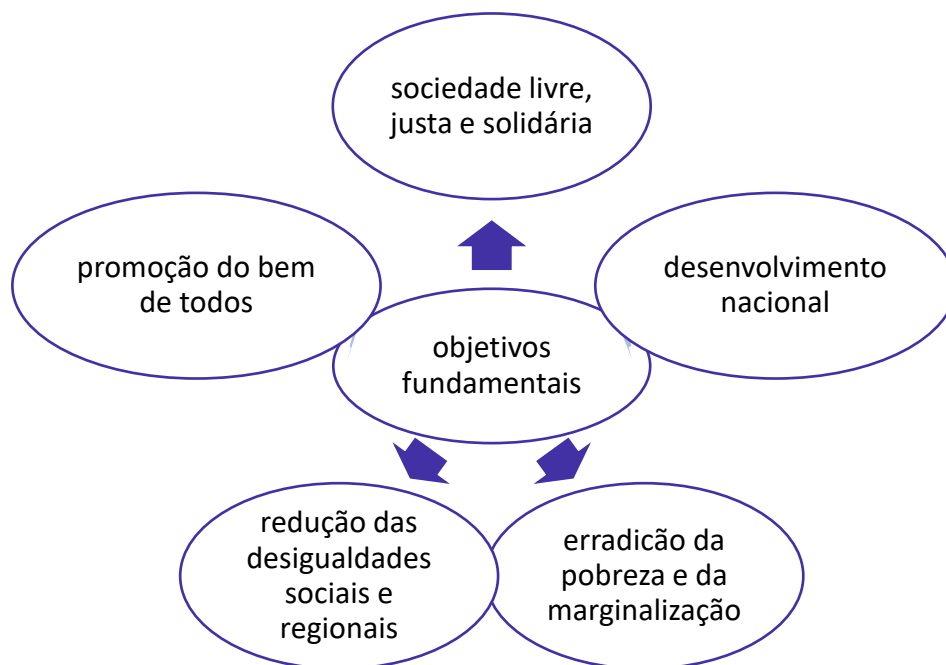 sociedade livre,
justa e solidária
promoção do bem
de todos
desenvolvimento
nacional
objetivos
fundamentais
redução das
desigualdades
sociais e
regionais
erradicão da
pobreza e da
marginalização